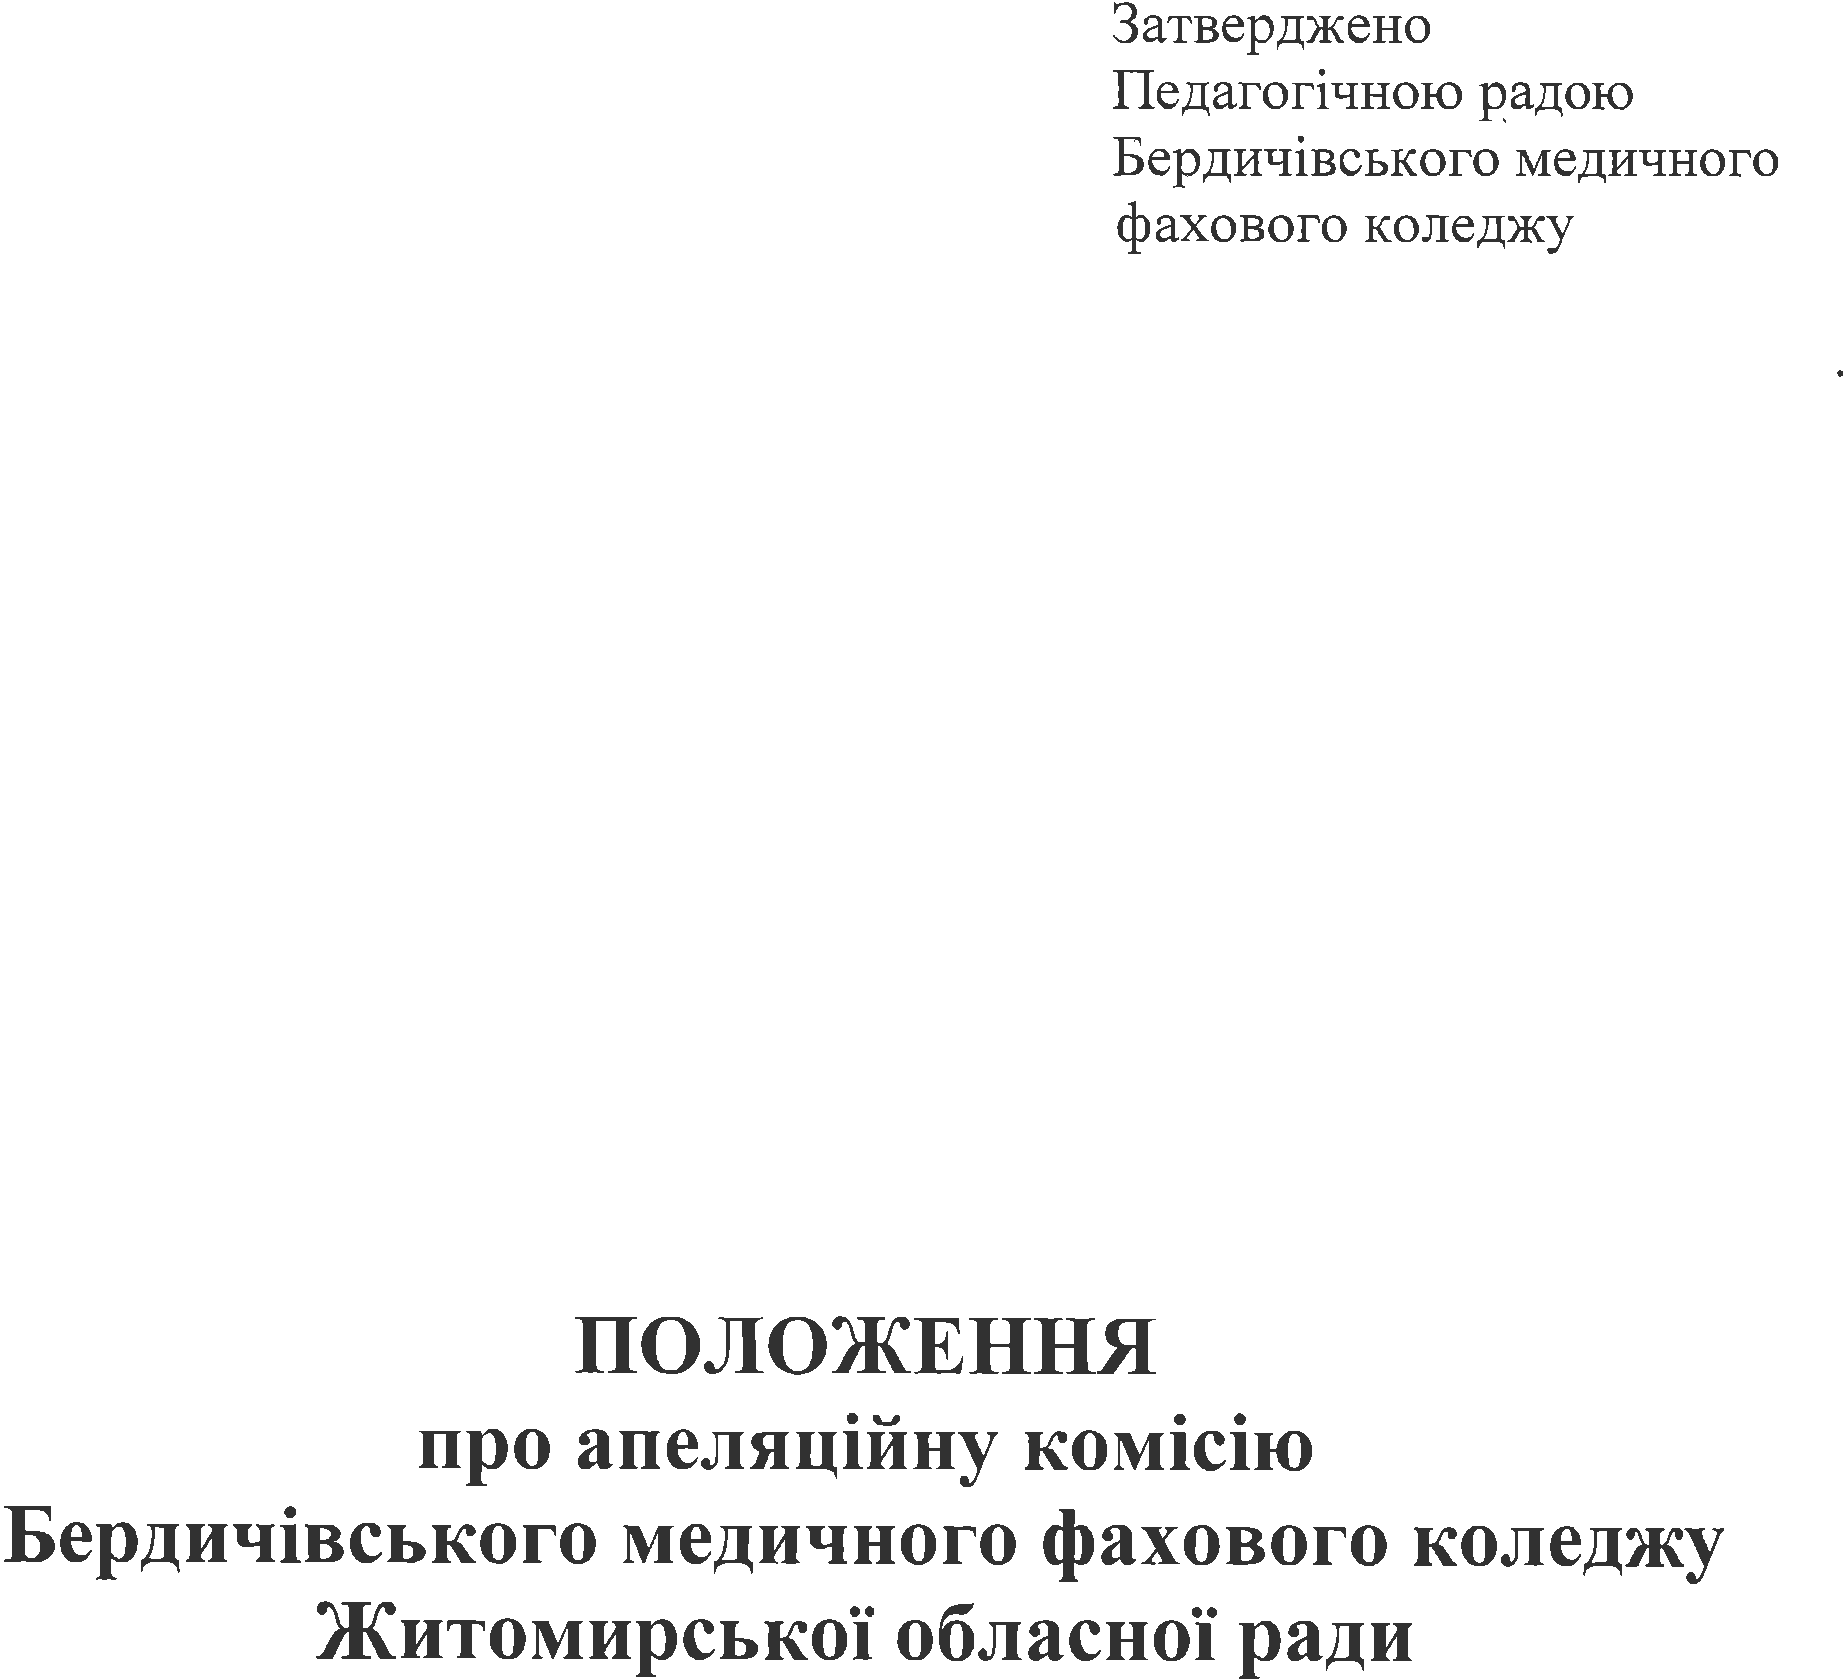 Затверджено
Педагогічною радою
Бердичівського медичного
фахового коледжу
ПОЛОЖЕННЯ
про апеляційну комісію
Бердичівського медичного фахового коледжу
Житомирської обласної ради